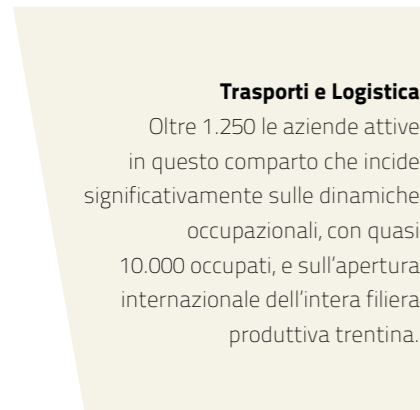 Trasporti e Logistica
Oltre 1.250 le aziende attive
in questo comparto che incide
significativamente sulle dinamiche
occupazionali, con quasi
10.000 occupati, e sull’apertura
internazionale dell’intera filiera
produttiva trentina.